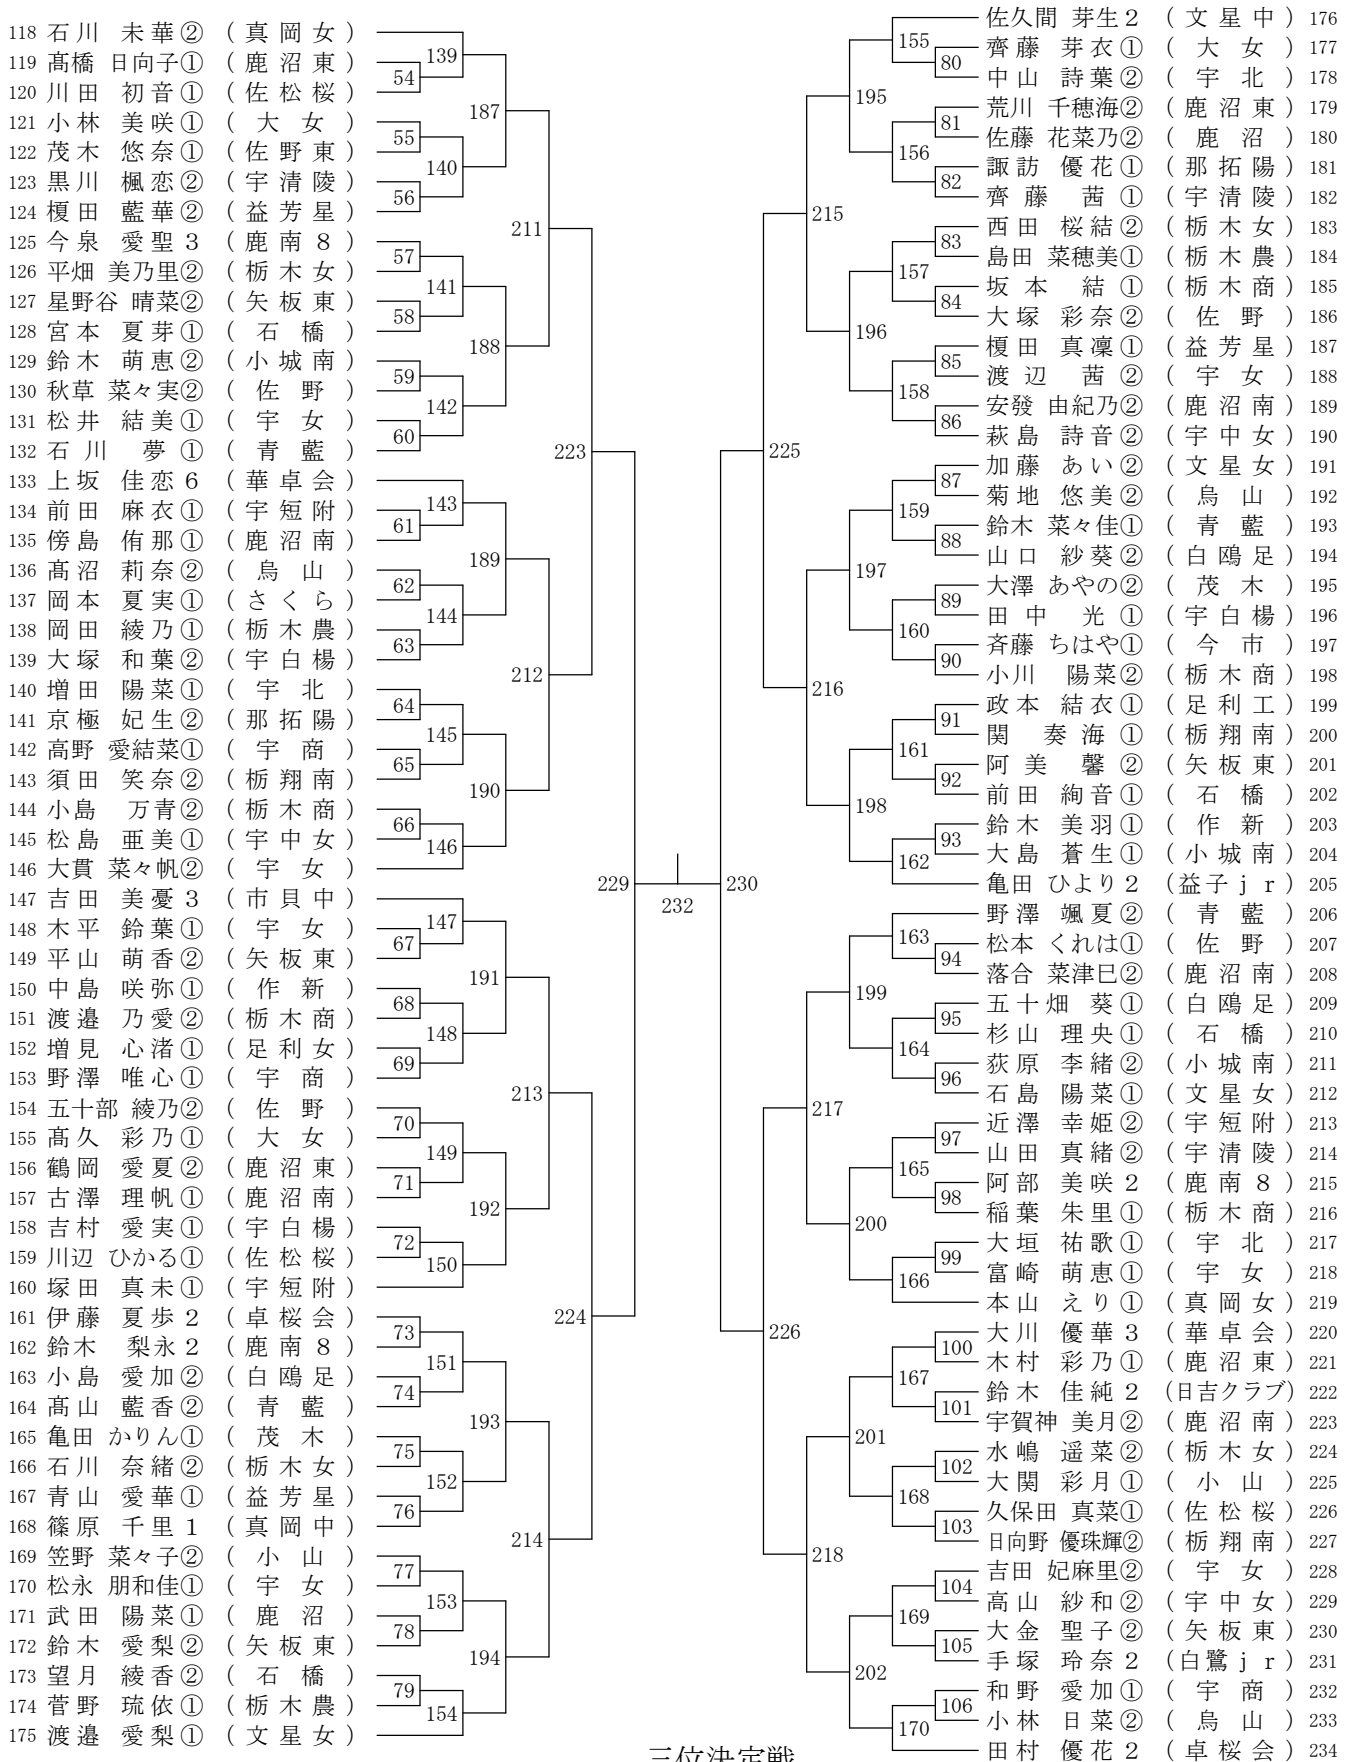 118 石川 未華② (真岡女)
119 髙橋 日向子① (鹿沼東)
120 川田 初音① (佐松桜)
121 小林 美咲① (大女)
122 茂木 悠奈① (佐野東)
123 黒川 楓恋② (宇清陵)
124 榎田 藍華② (益芳星)
125 今泉 愛聖3 (鹿南8)
126 平畑 美乃里② (栃木女)
127 星野谷 晴菜② (矢板東)
128 宮本 夏芽① (石橋)
129 鈴木 萌恵② (小城南)
130 秋草 菜々実② (佐野)
131 松井 結美① (宇女)
132 石川 夢① (青藍)
133 上坂 佳恋6 (華卓会)
134 前田 麻衣① (宇短附)
135 傍島 侑那① (鹿沼南)
136 髙沼 莉奈② (烏山)
137 岡本 夏実① (さくら)
138 岡田 綾乃① (栃木農)
139 大塚 和葉② (宇白楊)
140 増田 陽菜① (宇北)
141 京極 妃生② (那拓陽)
142 高野 愛結菜① (宇商)
143 須田 笑奈② (栃翔南)
144 小島 万青② (栃木商)
145 松島 亜美① (宇中女)
146 大貫 菜々帆② (宇女)
147 吉田 美憂3 (市貝中)
148 木平 鈴葉① (宇女)
149 平山 萌香② (矢板東)
150 中島 咲弥① (作新)
151 渡邉 乃愛② (栃木商)
152 増見 心渚① (足利女)
153 野澤 唯心① (宇商)
154 五十部 綾乃② (佐野)
155 髙久 彩乃① (大女)
156 鶴岡 愛夏② (鹿沼東)
157 古澤 理帆① (鹿沼南)
158 吉村 愛実① (宇白楊)
159 川辺 ひかる① (佐松桜)
160 塚田 真未① (宇短附)
161 伊藤 夏歩2 (卓桜会)
162 鈴木 梨永2 (鹿南8)
163 小島 愛加② (白鴎足)
164 髙山 藍香② (青藍)
165 亀田 かりん① (茂木)
166 石川 奈緒② (栃木女)
167 青山 愛華① (益芳星)
168 篠原 千里1 (真岡中)
169 笠野 菜々子② (小山)
170 松永 朋和佳① (宇女)
171 武田 陽菜① (鹿沼)
172 鈴木 愛梨② (矢板東)
173 望月 綾香② (石橋)
174 菅野 琉依① (栃木農)
175 渡邉 愛梨① (文星女)
54
55
56
57
58
59
60
61
62
63
64
65
66
67
68
69
70
71
72
73
74
75
76
77
78
79
139
140
141
142
143
144
145
146
147
148
149
150
151
152
153
154
187
188
189
190
191
192
193
194
211
212
213
214
223
224
229
232
230
225
226
215
216
217
218
195
196
197
198
199
200
201
202
155
156
157
158
159
160
161
162
163
164
165
166
167
168
169
170
80
81
82
83
84
85
86
87
88
89
90
91
92
93
94
95
96
97
98
99
100
101
102
103
104
105
106
佐久間 芽生2 (文星中) 176
齊藤 芽衣① (大女) 177
中山 詩葉② (宇北) 178
荒川 千穂海② (鹿沼東) 179
佐藤 花菜乃② (鹿沼) 180
諏訪 優花① (那拓陽) 181
齊藤 茜① (宇清陵) 182
西田 桜結② (栃木女) 183
島田 菜穂美① (栃木農) 184
坂本 結① (栃木商) 185
大塚 彩奈② (佐野) 186
榎田 真凜① (益芳星) 187
渡辺 茜② (宇女) 188
安發 由紀乃② (鹿沼南) 189
萩島 詩音② (宇中女) 190
加藤 あい② (文星女) 191
菊地 悠美② (烏山) 192
鈴木 菜々佳① (青藍) 193
山口 紗葵② (白鴎足) 194
大澤 あやの② (茂木) 195
田中 光① (宇白楊) 196
斉藤 ちはや① (今市) 197
小川 陽菜② (栃木商) 198
政本 結衣① (足利工) 199
関 奏海① (栃翔南) 200
阿美 馨② (矢板東) 201
前田 絢音① (石橋) 202
鈴木 美羽① (作新) 203
大島 蒼生① (小城南) 204
亀田 ひより2 (益子jr) 205
野澤 颯夏② (青藍) 206
松本 くれは① (佐野) 207
落合 菜津巳② (鹿沼南) 208
五十畑 葵① (白鴎足) 209
杉山 理央① (石橋) 210
荻原 李緒② (小城南) 211
石島 陽菜① (文星女) 212
近澤 幸姫② (宇短附) 213
山田 真緒② (宇清陵) 214
阿部 美咲2 (鹿南8) 215
稲葉 朱里① (栃木商) 216
大垣 祐歌① (宇北) 217
富崎 萌恵① (宇女) 218
本山 えり① (真岡女) 219
大川 優華3 (華卓会) 220
木村 彩乃① (鹿沼東) 221
鈴木 佳純2 (日吉クラブ) 222
宇賀神 美月② (鹿沼南) 223
水嶋 遥菜② (栃木女) 224
大関 彩月① (小山) 225
久保田 真菜① (佐松桜) 226
日向野 優珠輝② (栃翔南) 227
吉田 妃麻里② (宇女) 228
高山 紗和② (宇中女) 229
大金 聖子② (矢板東) 230
手塚 玲奈2 (白鷺jr) 231
和野 愛加① (宇商) 232
小林 日菜② (烏山) 233
田村 優花2 (卓桜会) 234
三位決定戦